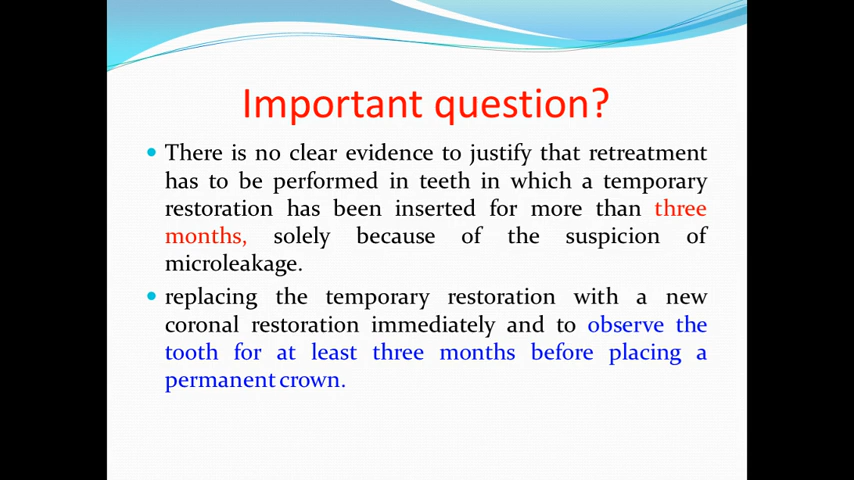 Important question?
• There is no clear evidence to justify that retreatment
has to be performed in teeth in which a temporary
restoration has been inserted for more than three
months, solely because of the suspicion of
microleakage.
• replacing the temporary restoration with a new
coronal restoration immediately and to observe the
tooth for at least three months before placing a
permanent crown.